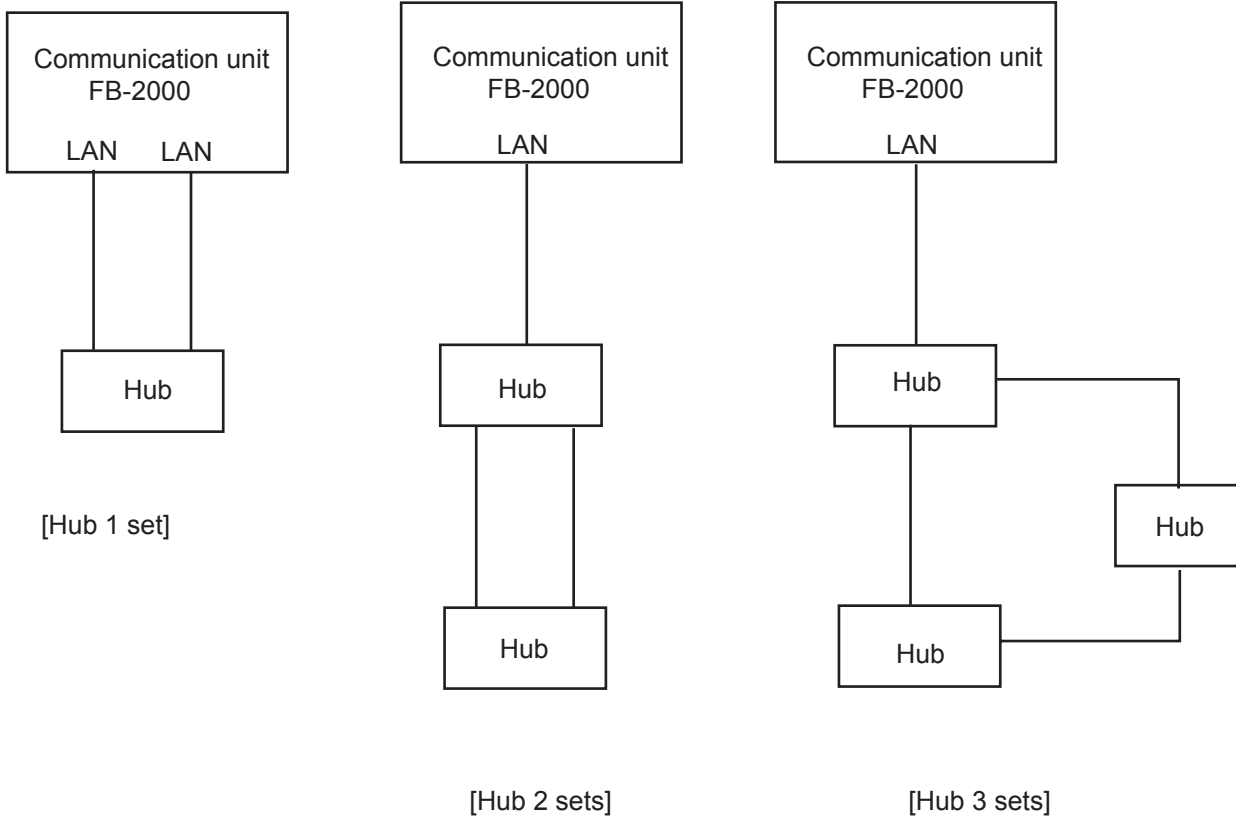 Communication unit
FB-2000
LAN LAN
Hub
[Hub 1 set]
Communication unit
FB-2000
LAN
Hub
Hub
[Hub 2 sets]
Communication unit
FB-2000
LAN
Hub
Hub
Hub
[Hub 3 sets]